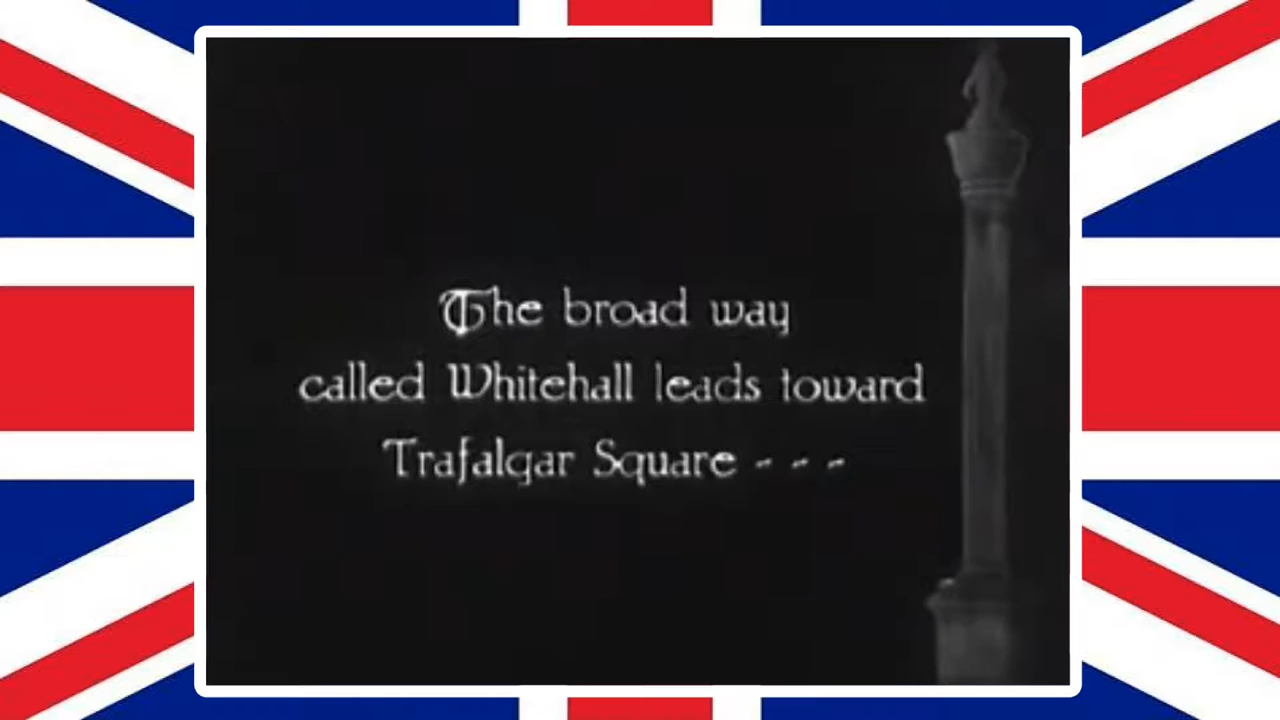 The broad way
called Whitehall leads toward
Trafalgar Square - - -